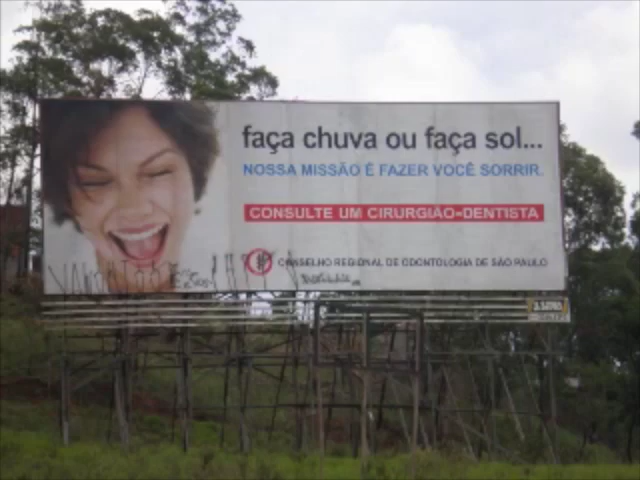 faça chuva ou faça sol...
NOSSA MISSÃO É FAZER VOCÊ SORRIR.
CONSULTE UM CIRURGIÃO-DENTISTA
CONSELHO REGIONAL DE ODONTOLOGIA DE SÃO PAULO